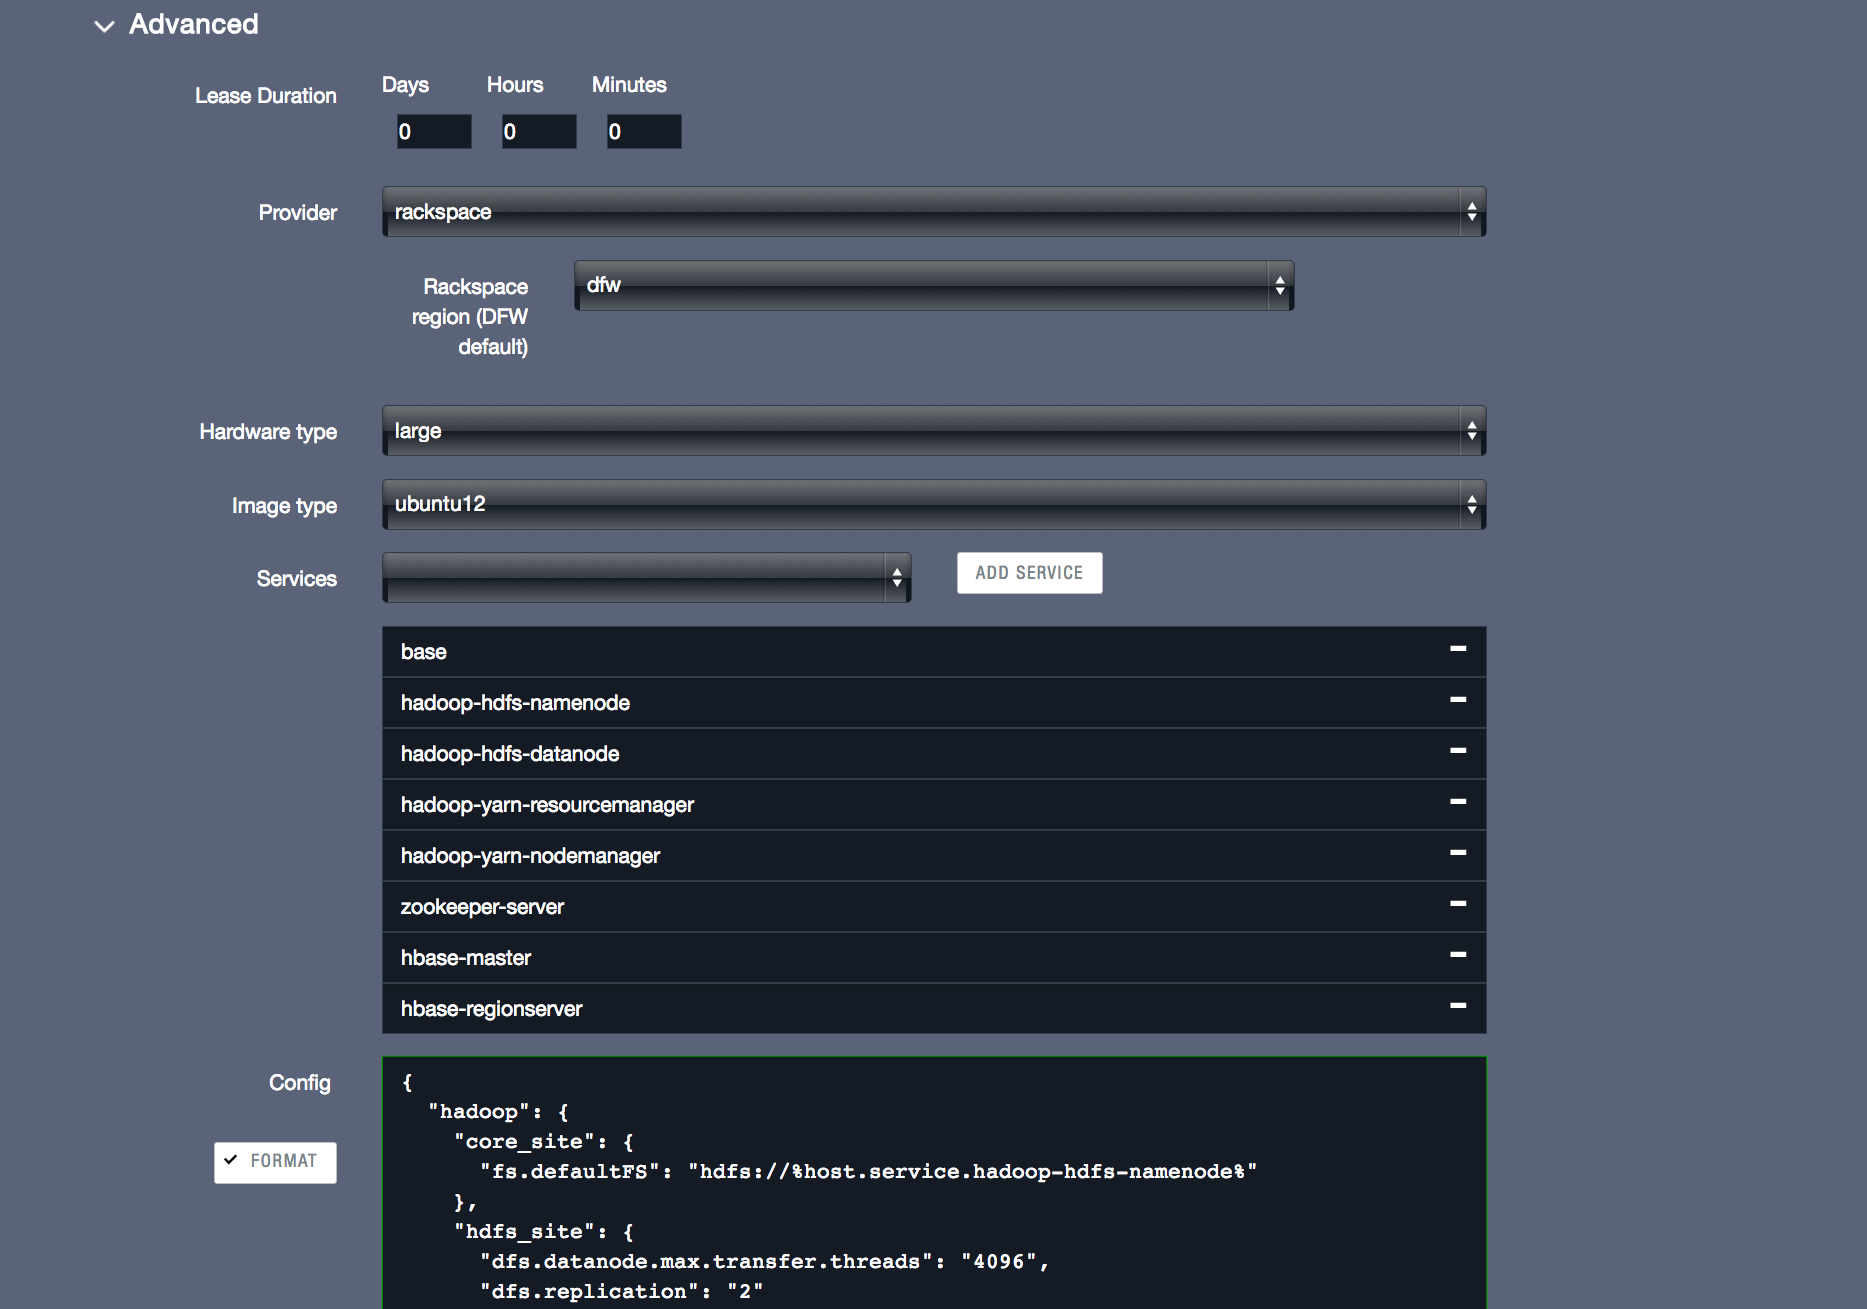 Advanced
Lease Duration
Days Hours Minutes
0 0 0
Provider
rackspace
Rackspace
region (DFW
default)
dfw
Hardware type
large
Image type
ubuntu12
Services
ADD SERVICE
base
hadoop-hdfs-namenode
hadoop-hdfs-datanode
hadoop-yarn-resourcemanager
hadoop-yarn-nodemanager
zookeeper-server
hbase-master
hbase-regionserver
Config
FORMAT
{
"hadoop": {
"core_site": {
"fs.defaultFS": "hdfs://%host.service.hadoop-hdfs-namenode%"
},
"hdfs_site": {
"dfs.datanode.max.transfer.threads": "4096",
"dfs.replication": "2"